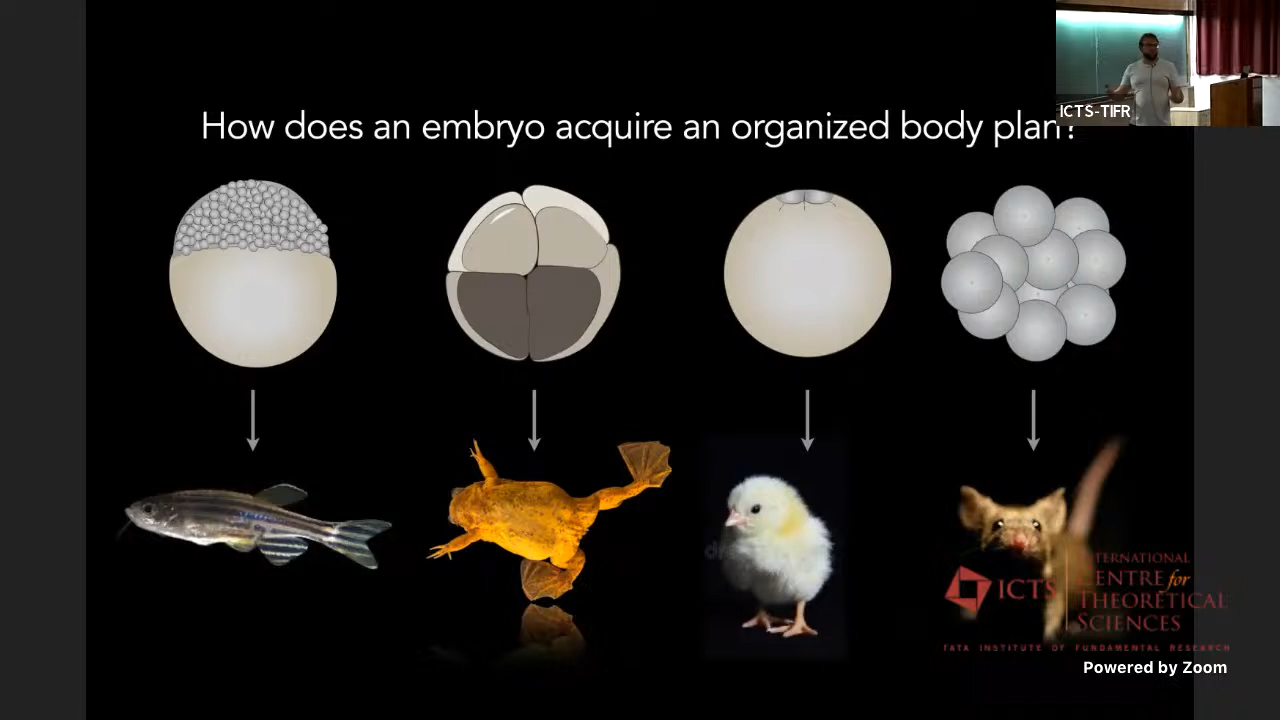 How does an embryo acquire an organized body plan?
ICTS-TIFR
ICTS
INTERNATIONAL
CENTRE for
THEORETICAL
SCIENCES
TATA INSTITUTE OF FUNDAMENTAL RESEARCH
Powered by Zoom